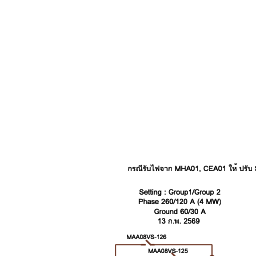 กรณีรับไฟจาก MHA01, CEA01 ให้ ปรับ
Setting : Group1/Group 2
Phase 260/120 A (4 MW)
Ground 60/30 A
13 ก.พ. 2569
MAA08VS-126
MAA08VS-125